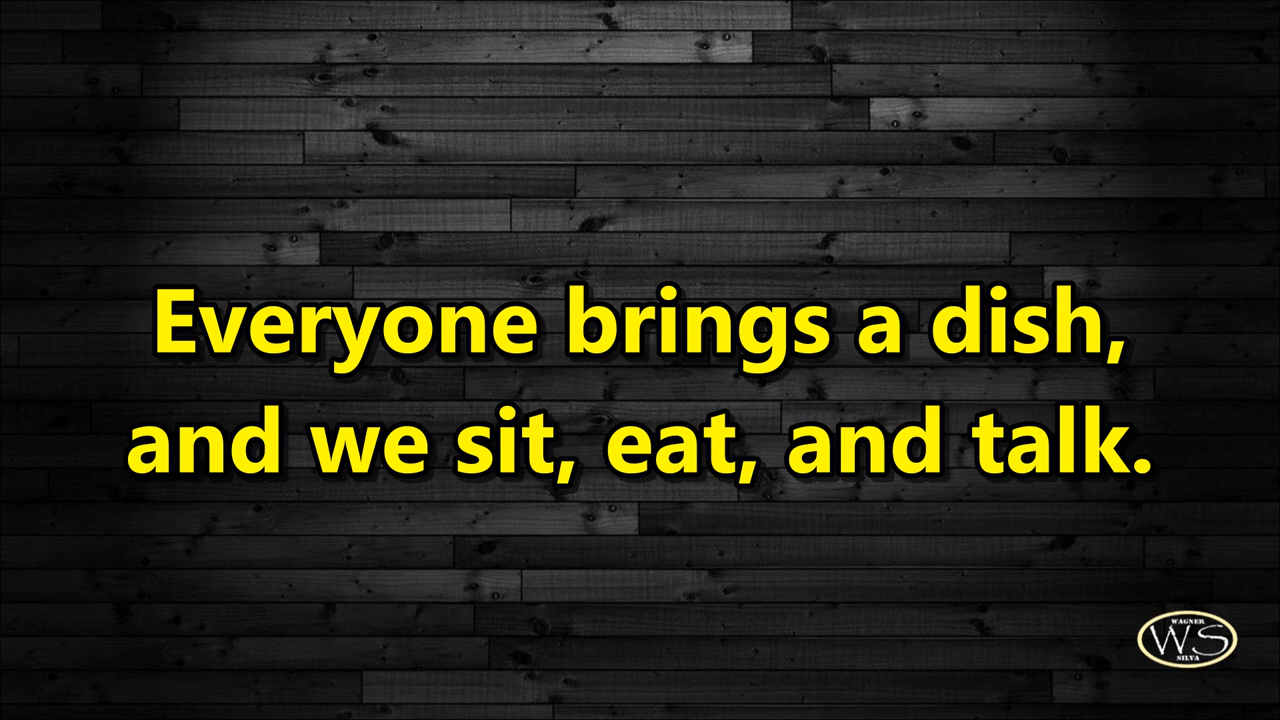 Everyone brings a dish,
and we sit, eat, and talk.
WAGNER
WS
SILVA